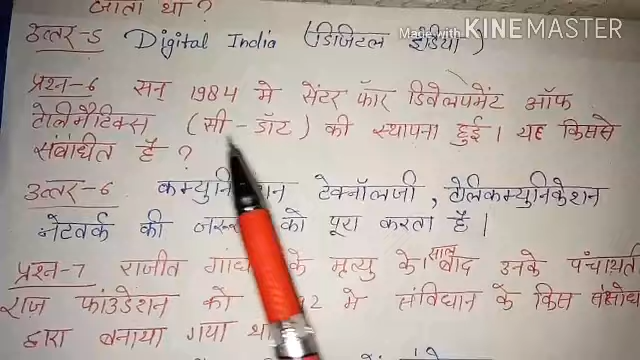 जाता था ?
Made with KINEMASTER
उत्तर-5 Digital India (डिजिटल इंडिया)
प्रश्न-6 सन् 1984 मे सेंटर फॉर डिवेलपमेंट ऑफ
टेलिमैटिक्स (सी-डॉट) की स्थापना हुई। यह किससे
संबंधित है ?
उत्तर-6 टेक्नॉलजी, टेलिकम्युनिकेशन
नेटवर्क की को पूरा करता है।
प्रश्न-7 राजीत के मृत्यु के साल बाद उनके पंचायती
राज फांउडेशन को मे संविधान के किस
द्वारा बनाया गया